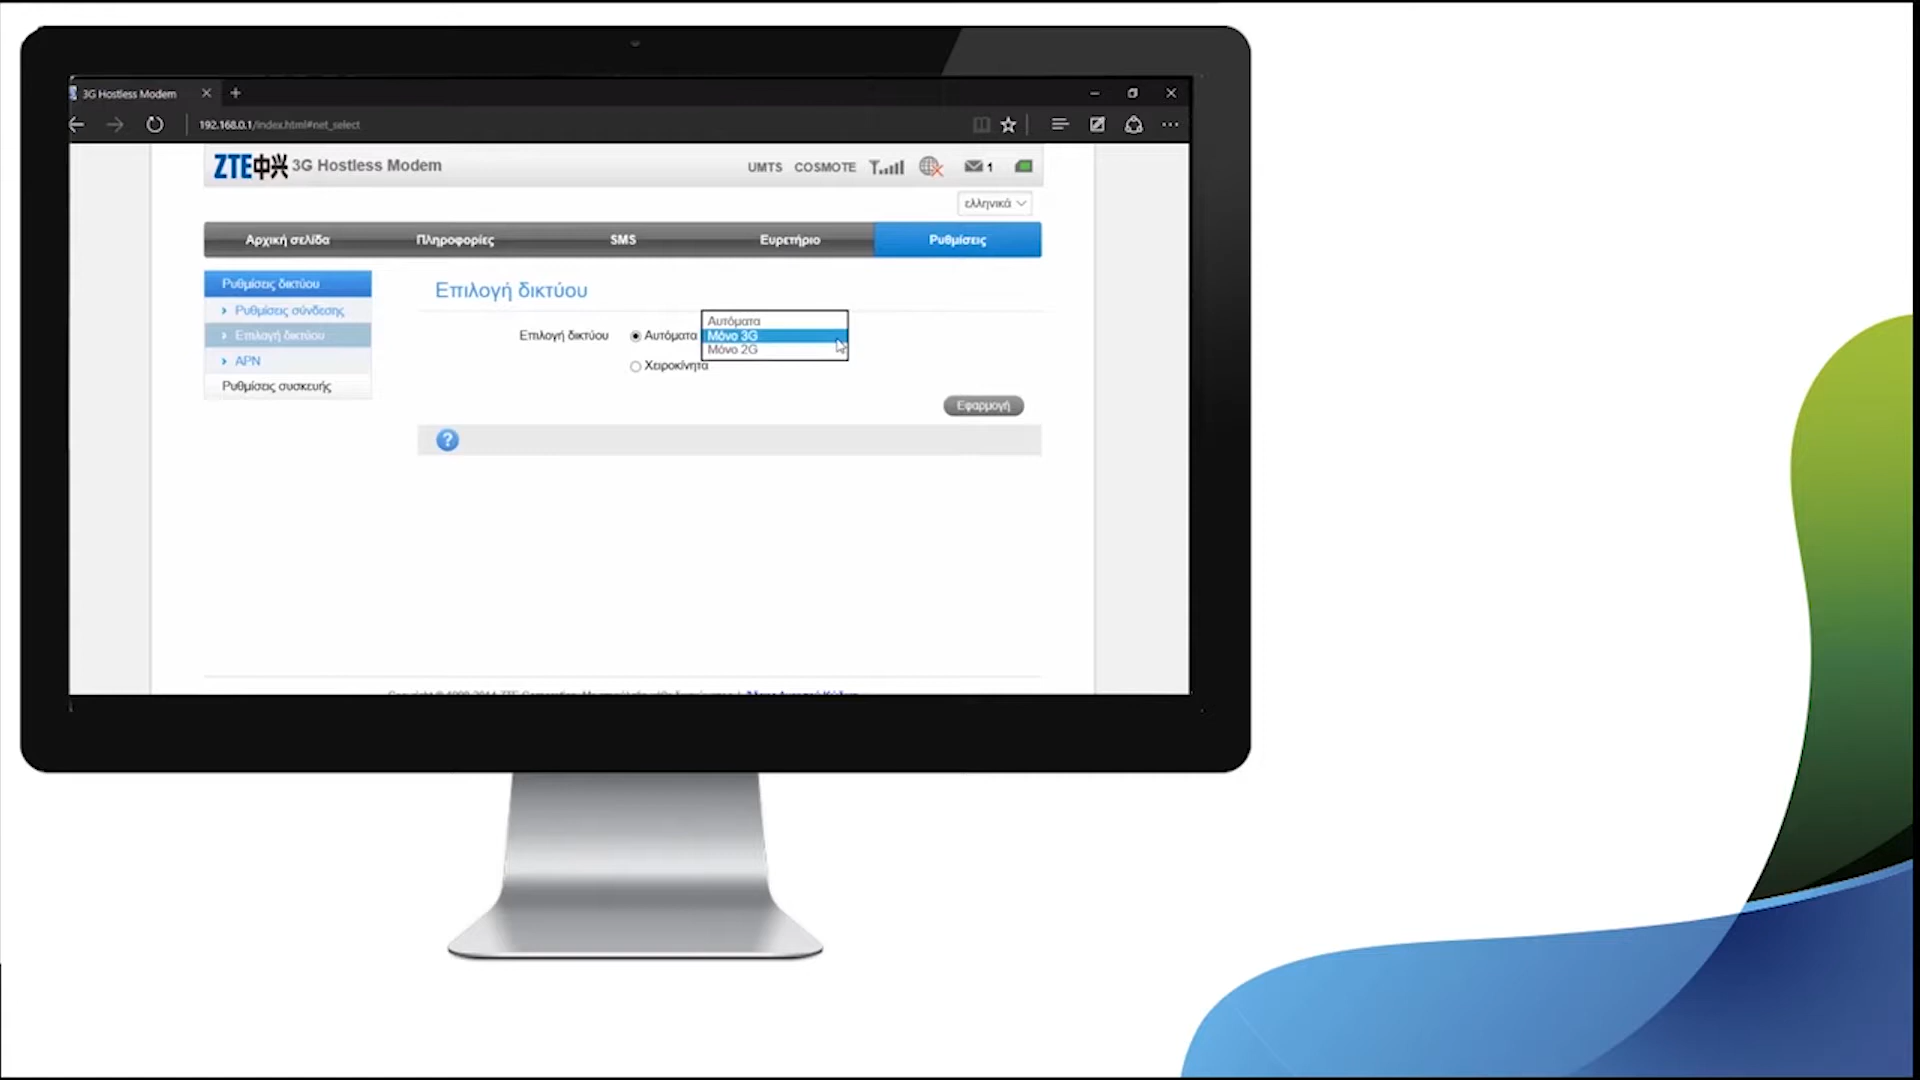 3G Hostless Modem
192.168.0.1/index.html#net_select
ZTE中兴 3G Hostless Modem
UMTS COSMOTE 1
ελληνικά
Αρχική σελίδα Πληροφορίες SMS Ευρετήριο Ρυθμίσεις
Ρυθμίσεις δικτύου
Ρυθμίσεις σύνδεσης
Επιλογή δικτύου
APN
Ρυθμίσεις συσκευής
Επιλογή δικτύου
Επιλογή δικτύου Αυτόματα
Αυτόματα
Μόνο 3G
Μόνο 2G
Χειροκίνητα
Εφαρμογή
?